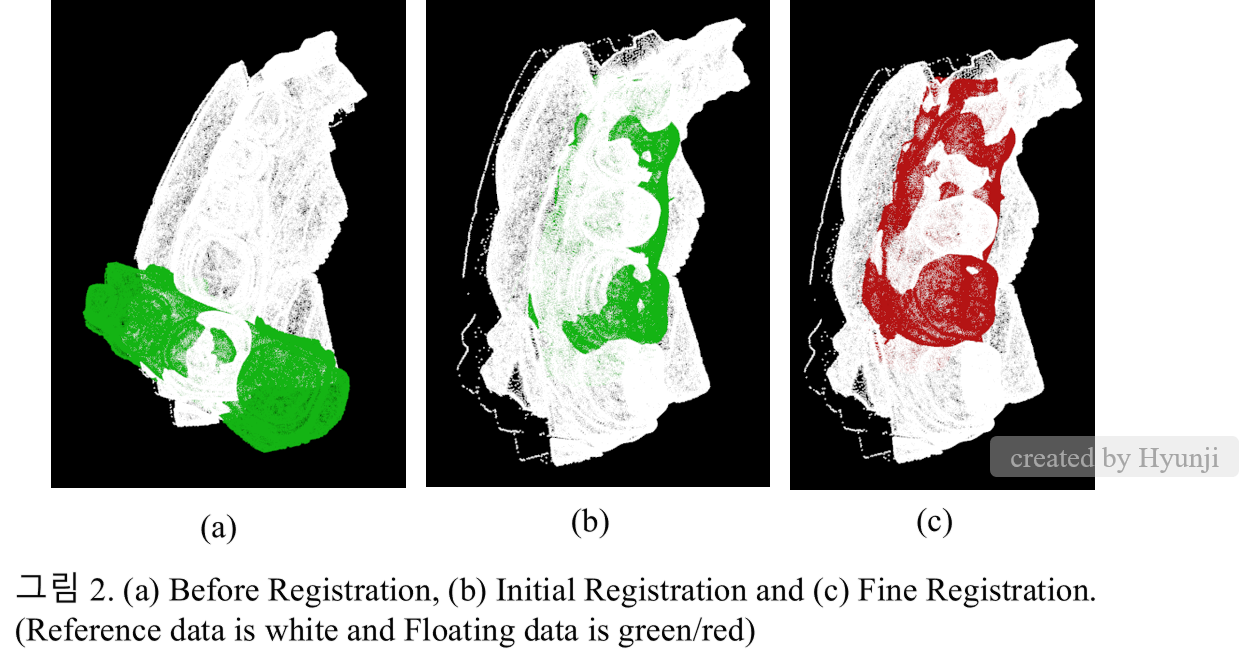 created by Hyunji
(a)
(b)
(c)
그림 2. (a) Before Registration, (b) Initial Registration and (c) Fine Registration.
(Reference data is white and Floating data is green/red)